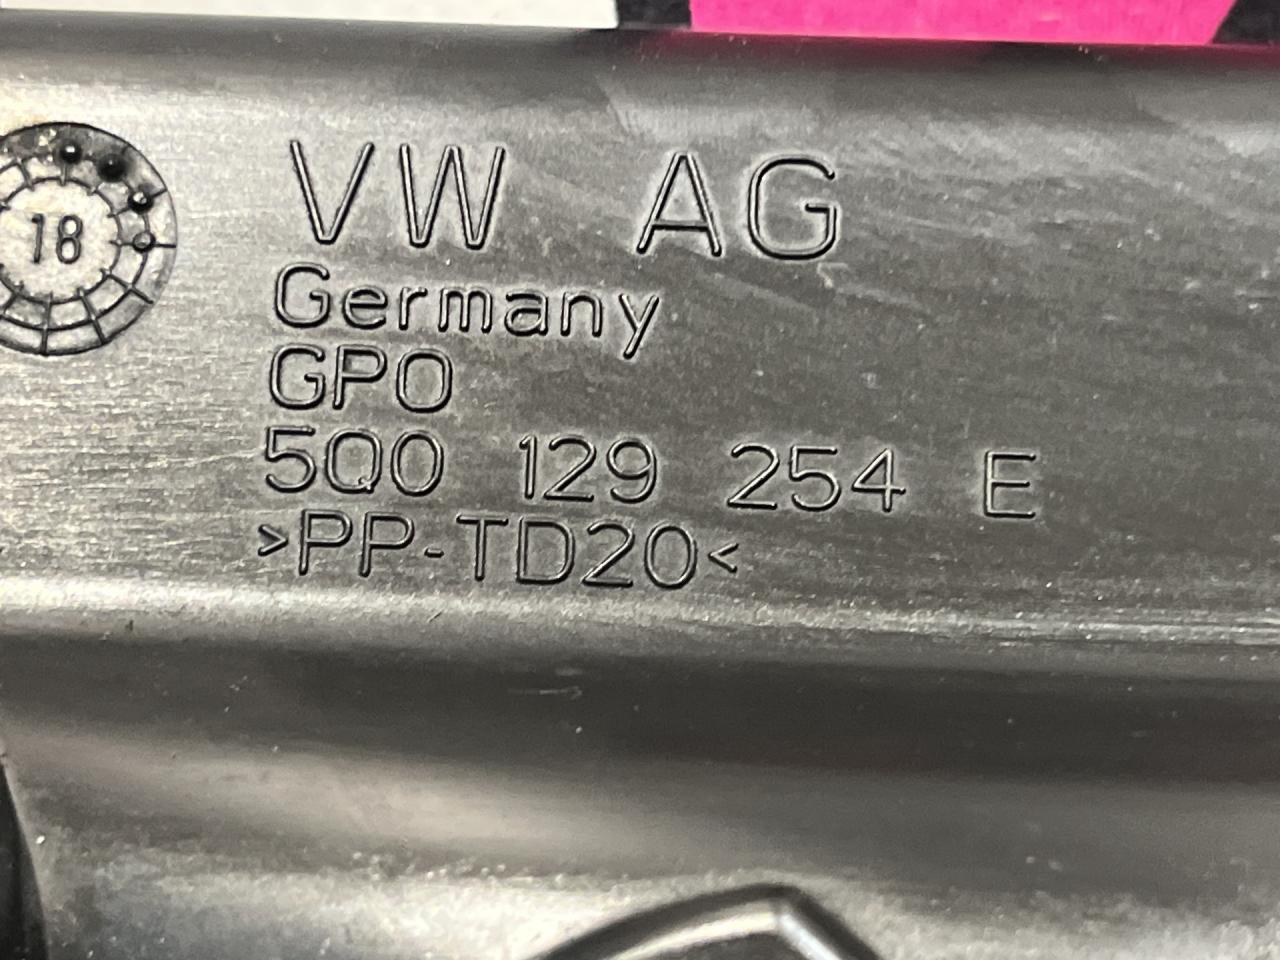 18
VW AG
Germany
GPO
5Q0 129 254 E
>PP-TD20<